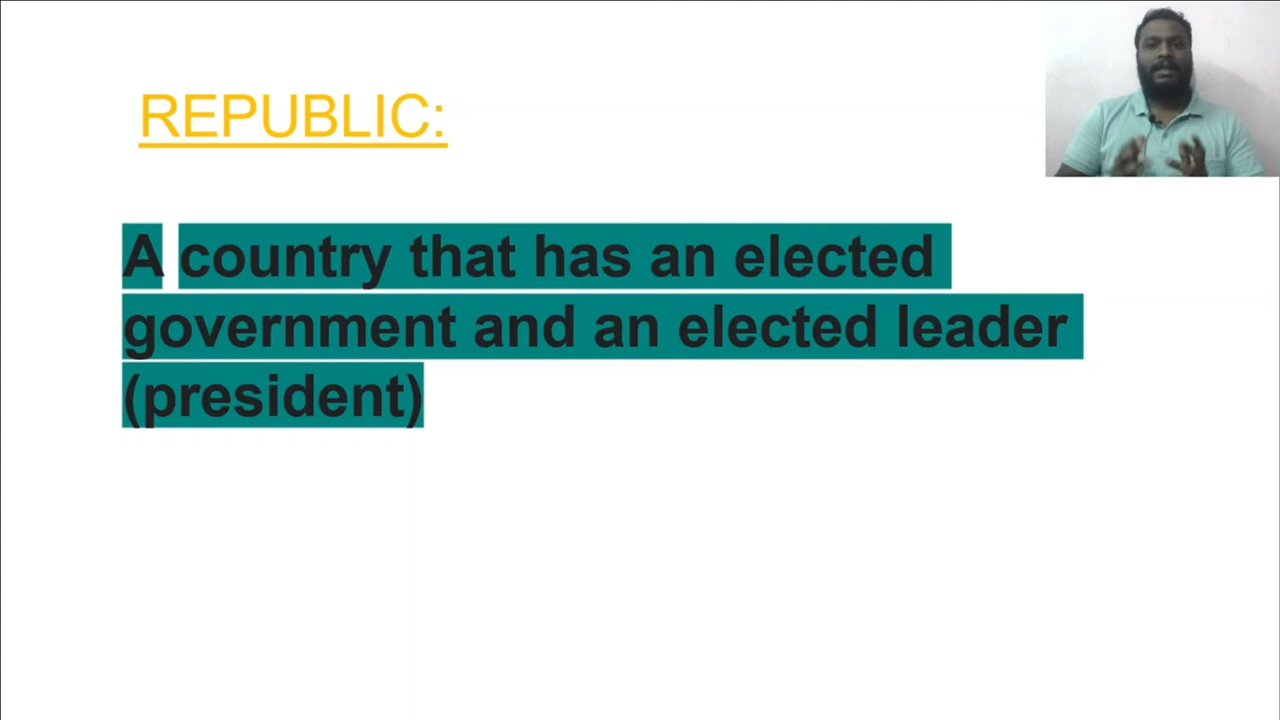 REPUBLIC:
A country that has an elected
government and an elected leader
(president)